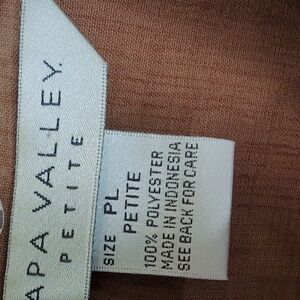 APA VALLEY.
PETITE
SIZE PL
PETITE
100% POLYESTER
MADE IN INDONESIA
SEE BACK FOR CARE